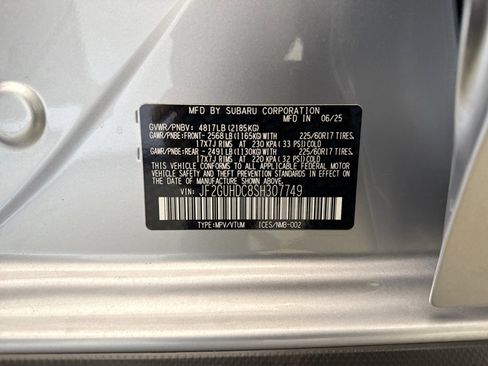 MFD BY SUBARU CORPORATION
MFD IN 06/25
GVWR/PNBV: 4817LB(2185KG)
GAWR/PNBE:FRONT- 2568LB(1165KG)WITH 225/60R17 TIRES,
17X7J RIMS AT 230 KPA(33 PSI)COLD
GAWR/PNBE:REAR -2491LB(1130KG)WITH 225/60R17 TIRES,
17X7J RIMS AT 220 KPA(32 PSI)COLD
THIS VEHICLE CONFORMS TO ALL APPLICABLE FEDERAL MOTOR
VEHICLE SAFETY AND THEFT PREVENTION STANDARDS IN EFFECT
ON THE DATE OF MANUFACTURE SHOWN ABOVE.
VIN: JF2GUHDC8SH307749
TYPE:MPV/VTUM ICES/NMB-002